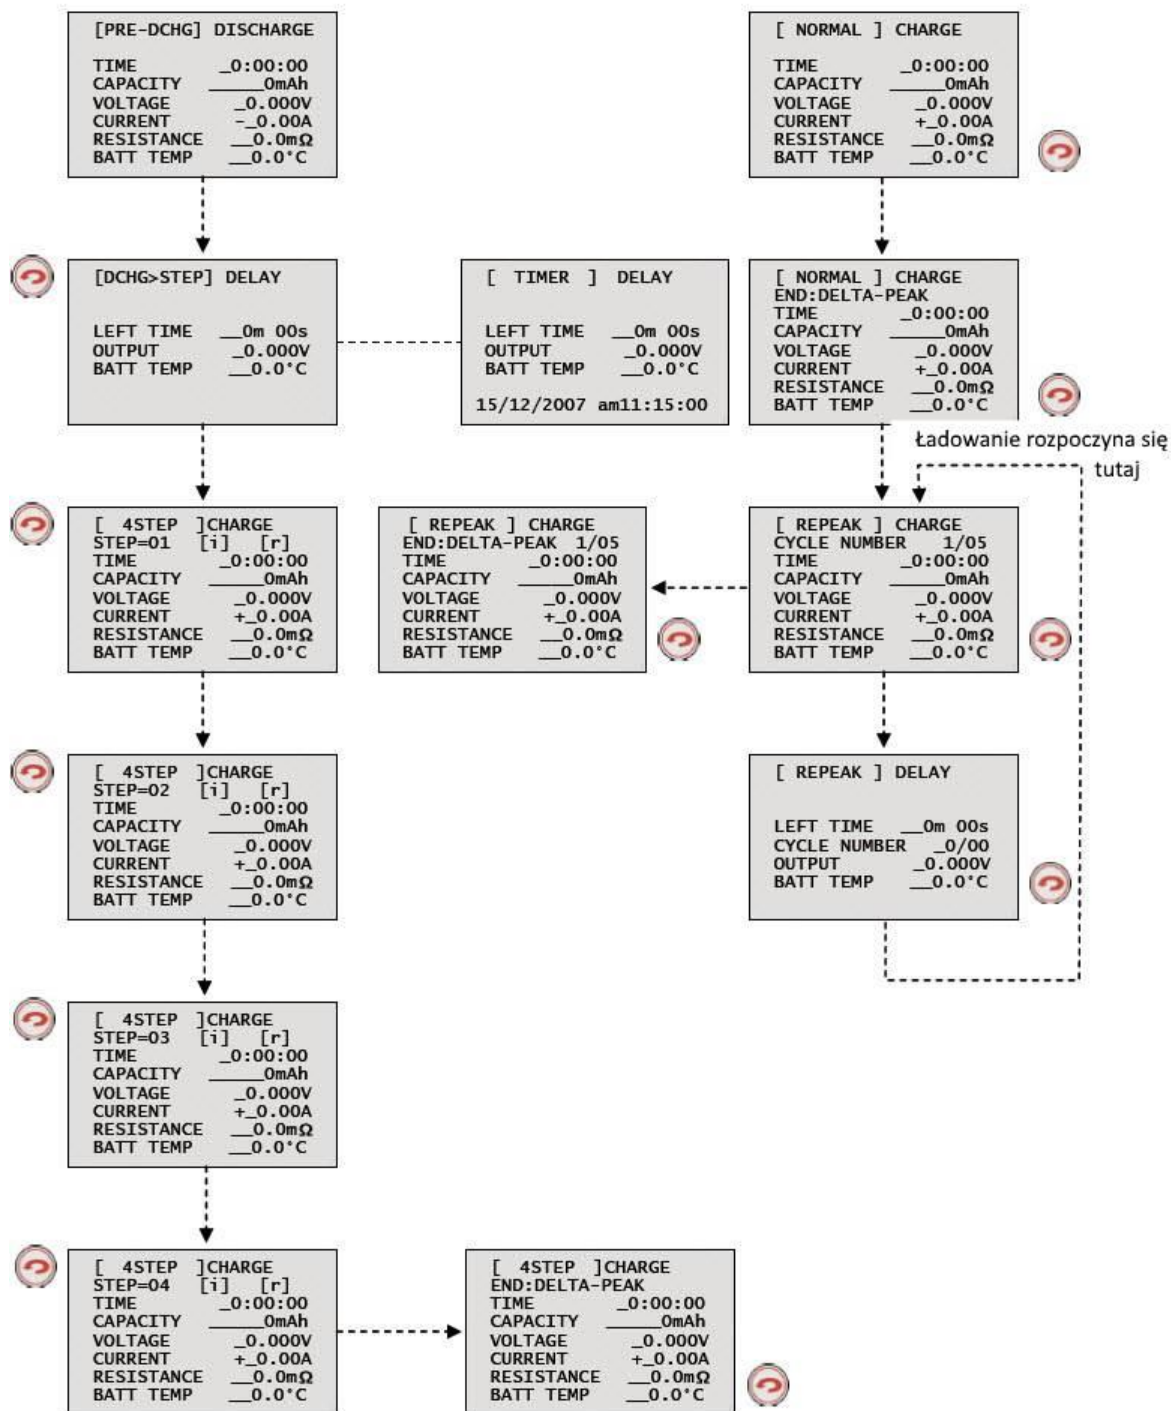 [PRE-DCHG] DISCHARGE
TIME _0:00:00
CAPACITY _____0mAh
VOLTAGE _0.000V
CURRENT -_0.00A
RESISTANCE __0.0mΩ
BATT TEMP __0.0°C
[ NORMAL ] CHARGE
TIME _0:00:00
CAPACITY _____0mAh
VOLTAGE _0.000V
CURRENT +_0.00A
RESISTANCE __0.0mΩ
BATT TEMP __0.0°C
[DCHG>STEP] DELAY
LEFT TIME __0m 00s
OUTPUT _0.000V
BATT TEMP __0.0°C
[ TIMER ] DELAY
LEFT TIME __0m 00s
OUTPUT _0.000V
BATT TEMP __0.0°C
15/12/2007 am11:15:00
[ NORMAL ] CHARGE
END:DELTA-PEAK
TIME _0:00:00
CAPACITY _____0mAh
VOLTAGE _0.000V
CURRENT +_0.00A
RESISTANCE __0.0mΩ
BATT TEMP __0.0°C
Ładowanie rozpoczyna się
tutaj
[ 4STEP ]CHARGE
STEP=01 [i] [r]
TIME _0:00:00
CAPACITY _____0mAh
VOLTAGE _0.000V
CURRENT +_0.00A
RESISTANCE __0.0mΩ
BATT TEMP __0.0°C
[ REPEAK ] CHARGE
END:DELTA-PEAK 1/05
TIME _0:00:00
CAPACITY _____0mAh
VOLTAGE _0.000V
CURRENT +_0.00A
RESISTANCE __0.0mΩ
BATT TEMP __0.0°C
[ REPEAK ] CHARGE
CYCLE NUMBER 1/05
TIME _0:00:00
CAPACITY _____0mAh
VOLTAGE _0.000V
CURRENT +_0.00A
RESISTANCE __0.0mΩ
BATT TEMP __0.0°C
[ 4STEP ]CHARGE
STEP=02 [i] [r]
TIME _0:00:00
CAPACITY _____0mAh
VOLTAGE _0.000V
CURRENT +_0.00A
RESISTANCE __0.0mΩ
BATT TEMP __0.0°C
[ REPEAK ] DELAY
LEFT TIME __0m 00s
CYCLE NUMBER _0/00
OUTPUT _0.000V
BATT TEMP __0.0°C
[ 4STEP ]CHARGE
STEP=03 [i] [r]
TIME _0:00:00
CAPACITY _____0mAh
VOLTAGE _0.000V
CURRENT +_0.00A
RESISTANCE __0.0mΩ
BATT TEMP __0.0°C
[ 4STEP ]CHARGE
STEP=04 [i] [r]
TIME _0:00:00
CAPACITY _____0mAh
VOLTAGE _0.000V
CURRENT +_0.00A
RESISTANCE __0.0mΩ
BATT TEMP __0.0°C
[ 4STEP ]CHARGE
END:DELTA-PEAK
TIME _0:00:00
CAPACITY _____0mAh
VOLTAGE _0.000V
CURRENT +_0.00A
RESISTANCE __0.0mΩ
BATT TEMP __0.0°C